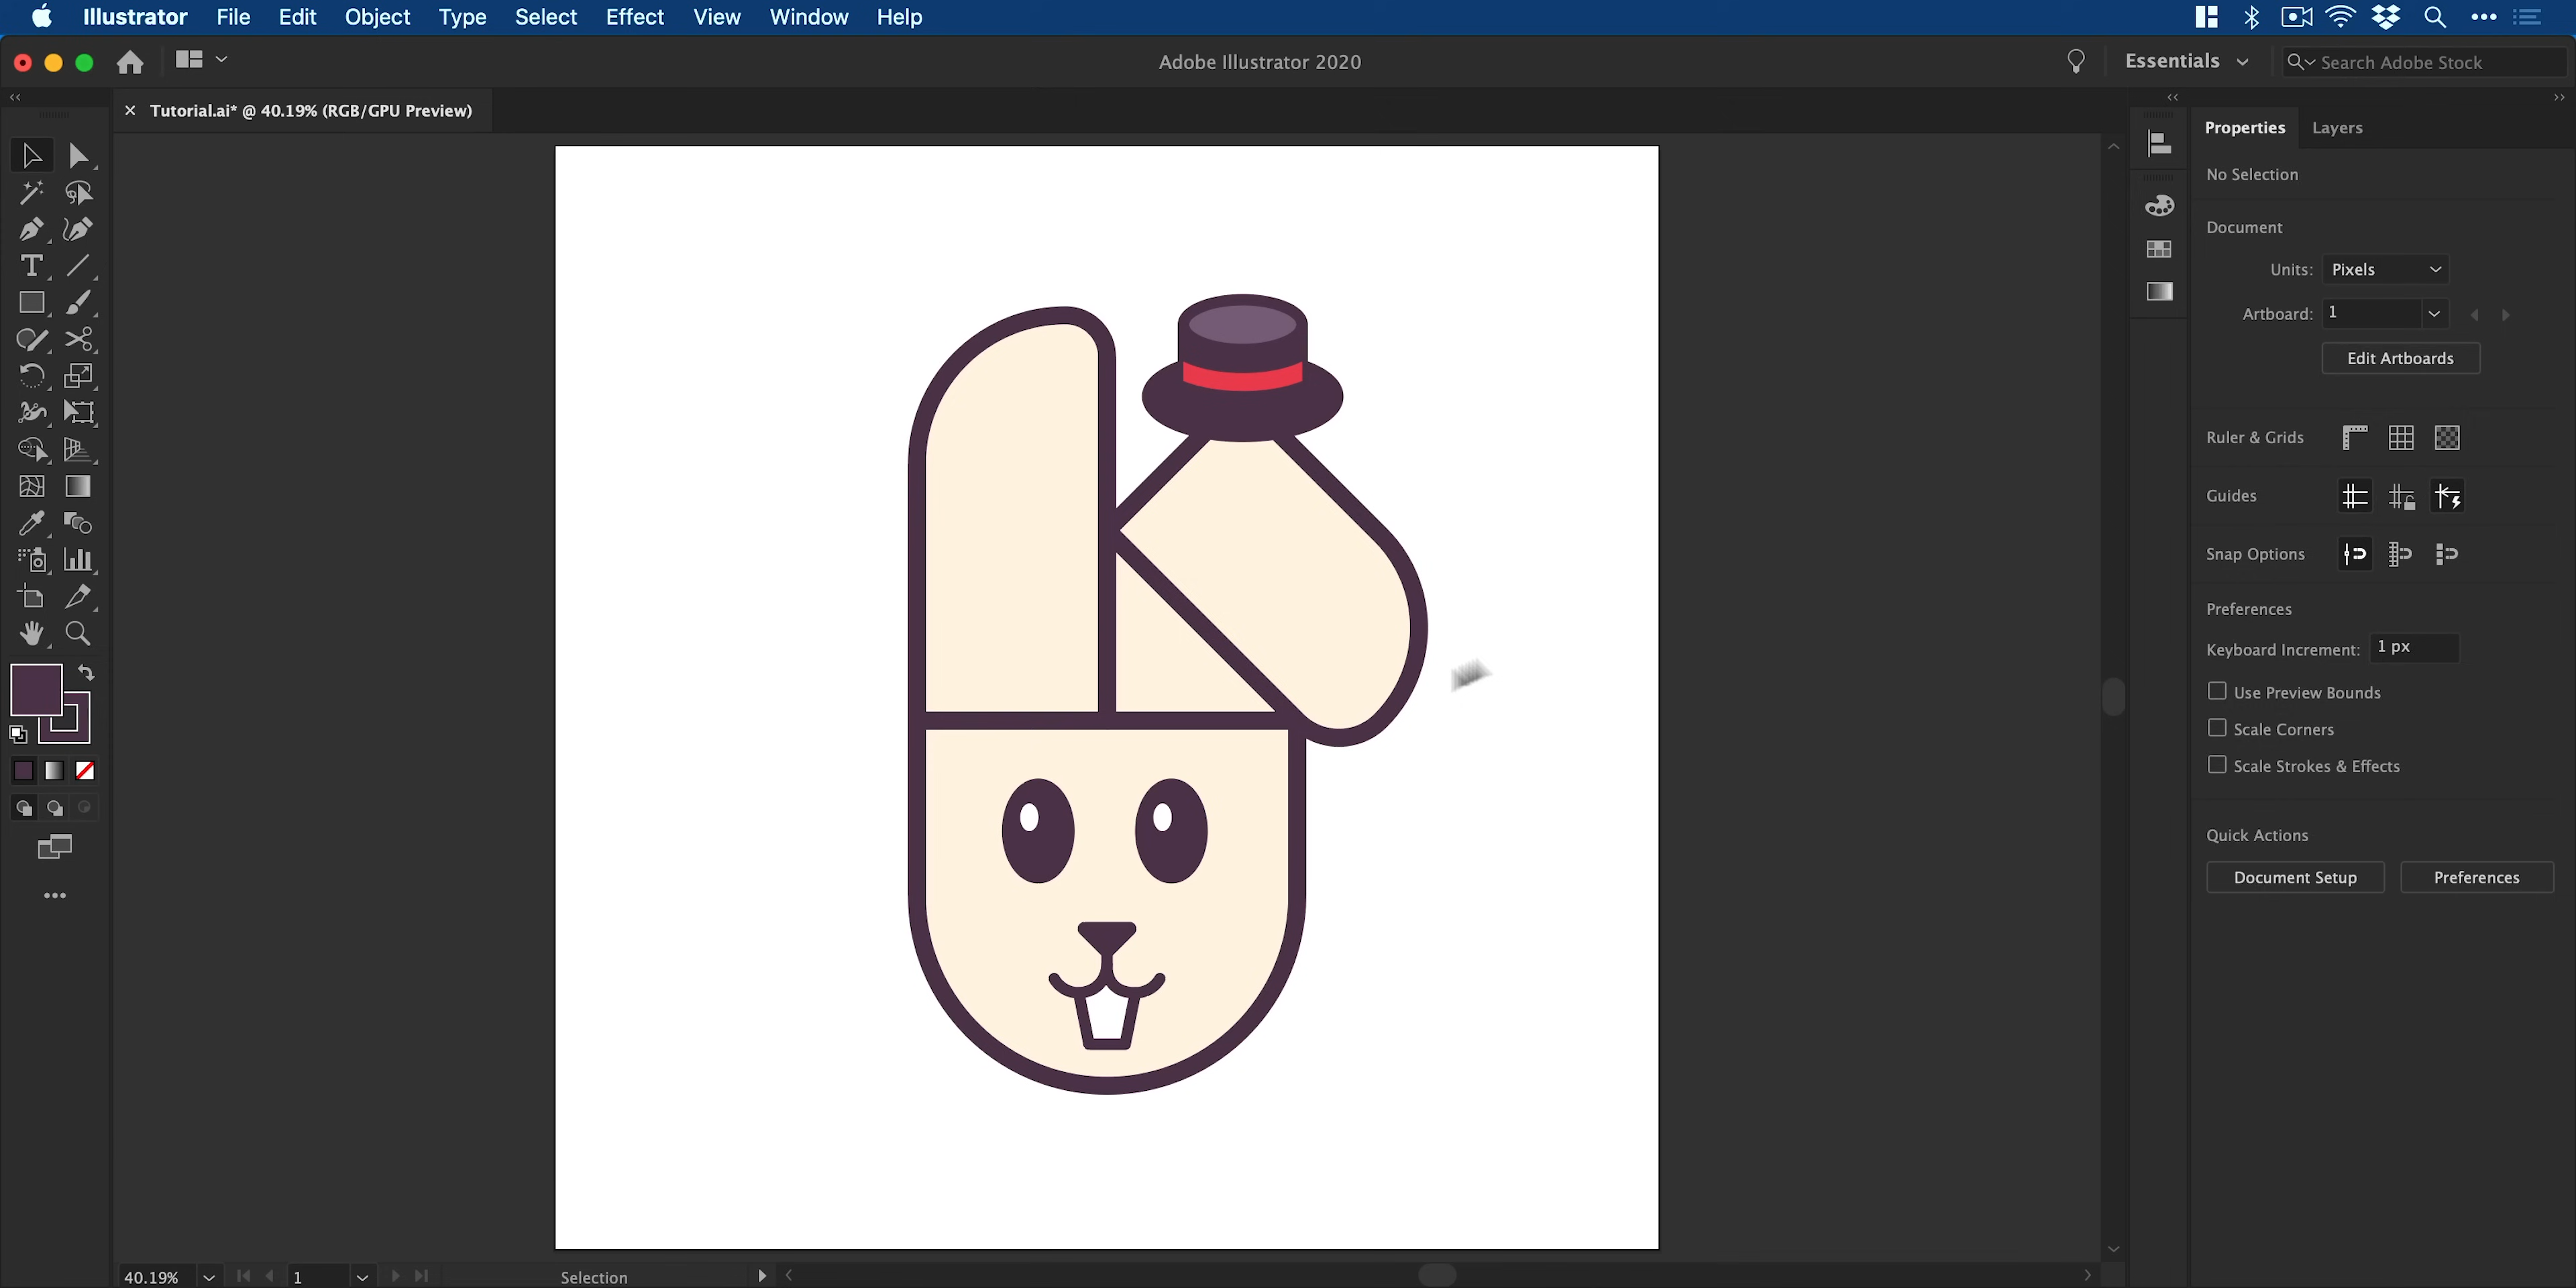 Illustrator File Edit Object Type Select Effect View Window Help
Adobe Illustrator 2020
Essentials
Search Adobe Stock
Tutorial.ai* @ 40.19% (RGB/GPU Preview)
Properties Layers
No Selection
Document
Units: Pixels
Artboard: 1
Edit Artboards
Ruler & Grids
Guides
Snap Options
Preferences
Keyboard Increment: 1 px
Use Preview Bounds
Scale Corners
Scale Strokes & Effects
Quick Actions
Document Setup Preferences
40.19% 1 Selection